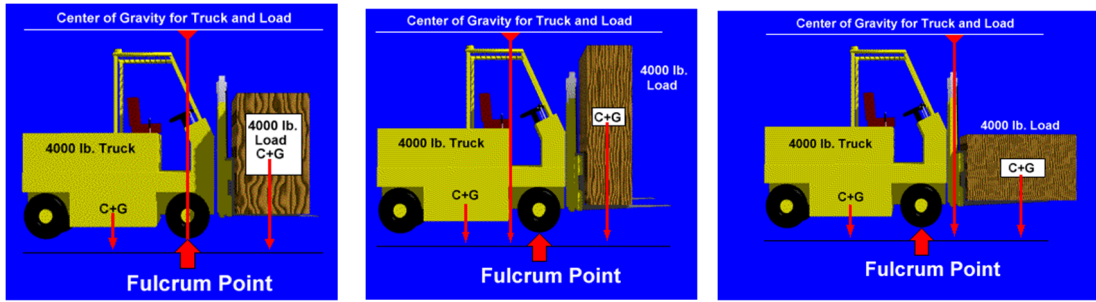 Center of Gravity for Truck and Load
4000 lb.
Load
C+G
4000 lb. Truck
C+G
Fulcrum Point
Center of Gravity for Truck and Load
4000 lb.
Load
C+G
4000 lb. Truck
C+G
Fulcrum Point
Center of Gravity for Truck and Load
4000 lb. Load
4000 lb. Truck
C+G
C+G
Fulcrum Point